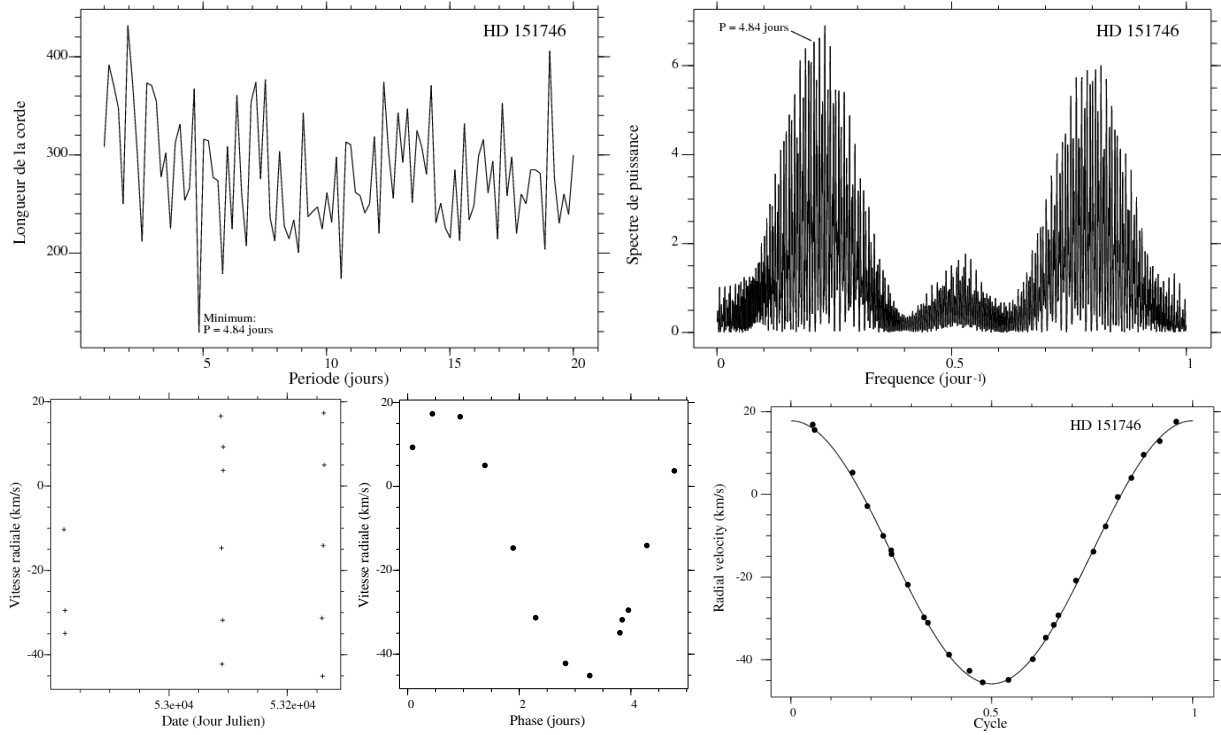 HD 151746
Longueur de la corde
400
300
200
Minimum:
P = 4.84 jours
5
10
15
20
Periode (jours)
P = 4.84 jours
HD 151746
Spectre de puissance
6
4
2
0
0
0.5
1
Frequence (jour-1)
20
0
-20
-40
Vitesse radiale (km/s)
5.3e+04
5.32e+04
Date (Jour Julien)
20
0
-20
-40
Vitesse radiale (km/s)
0
2
4
Phase (jours)
HD 151746
20
0
-20
-40
Radial velocity (km/s)
0
0.5
1
Cycle